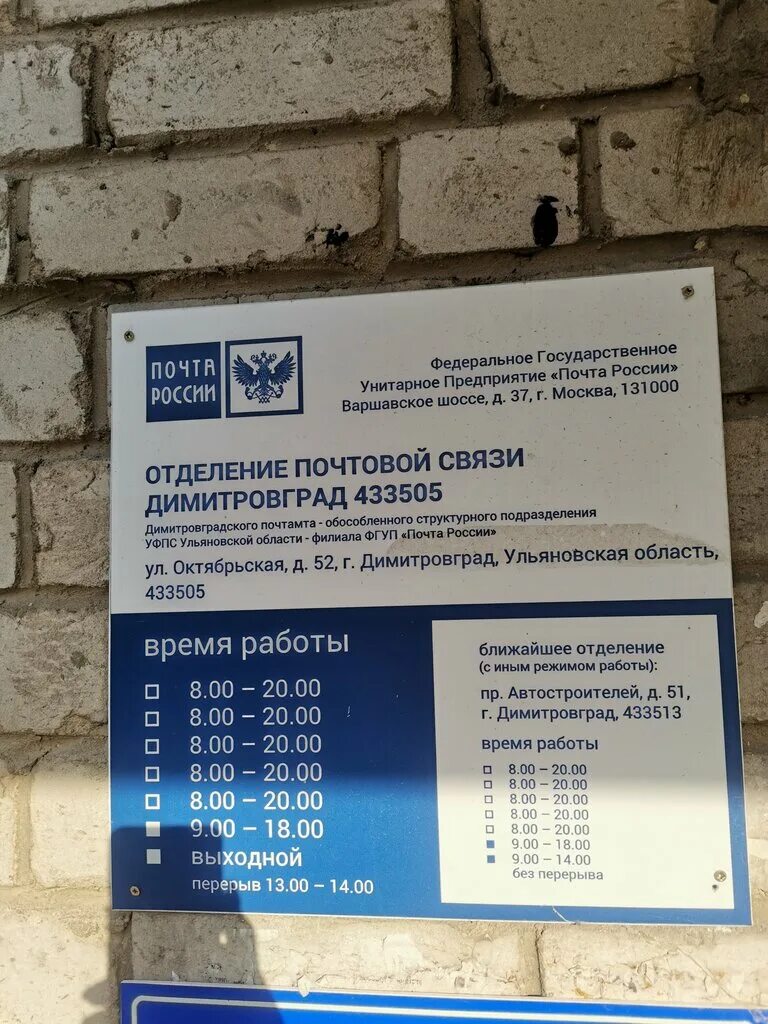 ПОЧТА
РОССИИ
Федеральное Государственное
Унитарное Предприятие «Почта России»
Варшавское шоссе, д. 37, г. Москва, 131000
ОТДЕЛЕНИЕ ПОЧТОВОЙ СВЯЗИ
ДИМИТРОВГРАД 433505
Димитровградского почтамта - обособленного структурного подразделения
УФПС Ульяновской области - филиала ФГУП «Почта России»
ул. Октябрьская, д. 52, г. Димитровград, Ульяновская область,
433505
время работы
8.00 – 20.00
8.00 – 20.00
8.00 – 20.00
8.00 – 20.00
8.00 – 20.00
9.00 – 18.00
выходной
перерыв 13.00 – 14.00
ближайшее отделение
(с иным режимом работы):
пр. Автостроителей, д. 51,
г. Димитровград, 433513
время работы
8.00 – 20.00
8.00 – 20.00
8.00 – 20.00
8.00 – 20.00
8.00 – 20.00
9.00 – 18.00
9.00 – 14.00
без перерыва